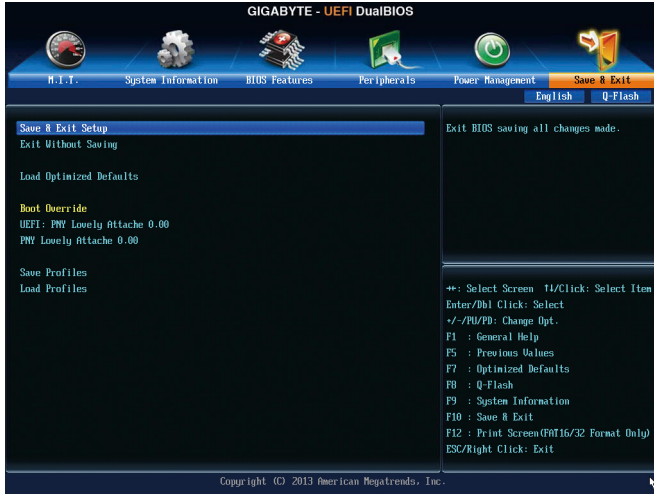 GIGABYTE - UEFI DualBIOS
M.I.T. System Information BIOS Features Peripherals Power Management Save & Exit
English Q-Flash
Save & Exit Setup
Exit Without Saving
Load Optimized Defaults
Boot Override
UEFI: PNY Lovely Attache 0.00
PNY Lovely Attache 0.00
Save Profiles
Load Profiles
Exit BIOS saving all changes made.
→←: Select Screen ↑↓/Click: Select Item
Enter/Dbl Click: Select
+/-/PU/PD: Change Opt.
F1 : General Help
F5 : Previous Values
F7 : Optimized Defaults
F8 : Q-Flash
F9 : System Information
F10 : Save & Exit
F12 : Print Screen(FAT16/32 Format Only)
ESC/Right Click: Exit
Copyright (C) 2013 American Megatrends, Inc.